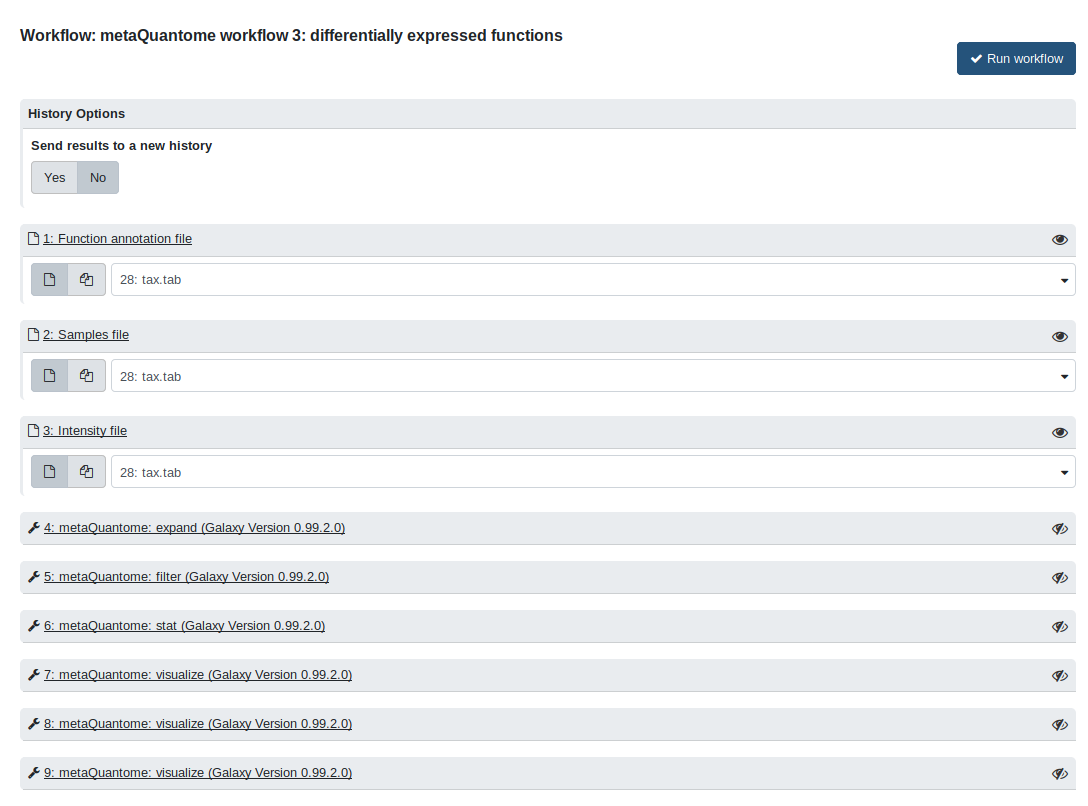 Workflow: metaQuantome workflow 3: differentially expressed functions
Run workflow
History Options
Send results to a new history
Yes No
1: Function annotation file
28: tax.tab
2: Samples file
28: tax.tab
3: Intensity file
28: tax.tab
4: metaQuantome: expand (Galaxy Version 0.99.2.0)
5: metaQuantome: filter (Galaxy Version 0.99.2.0)
6: metaQuantome: stat (Galaxy Version 0.99.2.0)
7: metaQuantome: visualize (Galaxy Version 0.99.2.0)
8: metaQuantome: visualize (Galaxy Version 0.99.2.0)
9: metaQuantome: visualize (Galaxy Version 0.99.2.0)